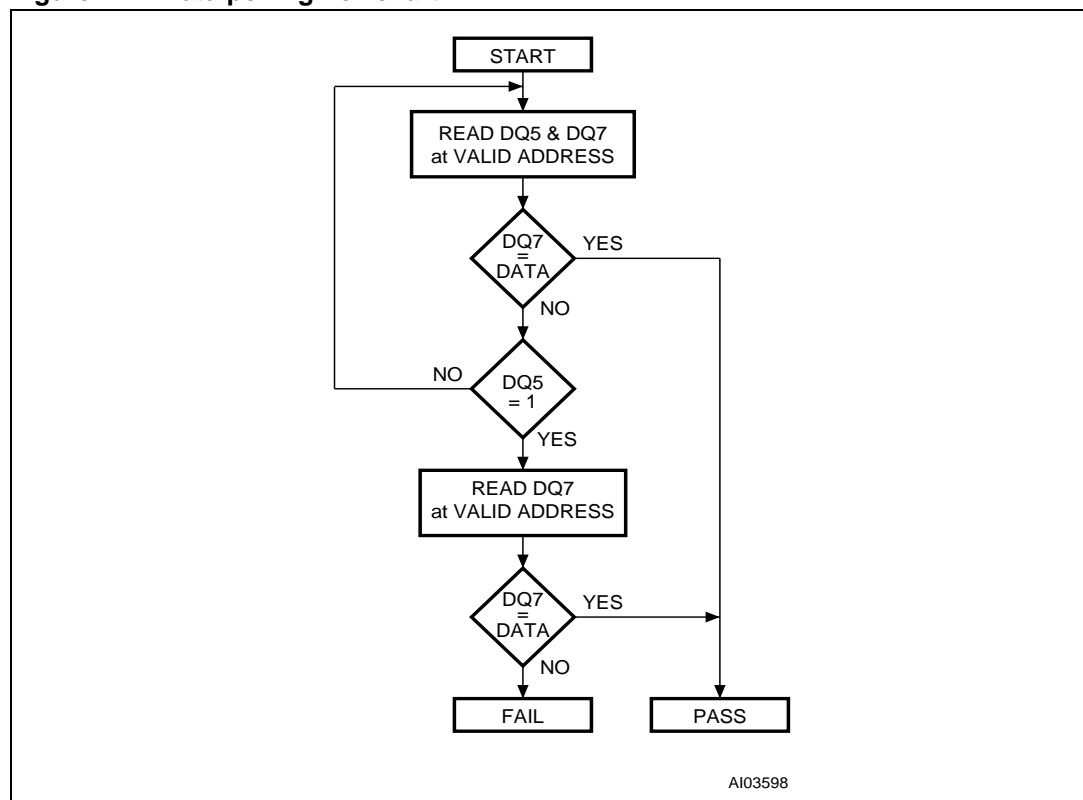 START
READ DQ5 & DQ7
at VALID ADDRESS
DQ7
=
DATA
YES
NO
DQ5
= 1
NO
YES
READ DQ7
at VALID ADDRESS
DQ7
=
DATA
YES
NO
FAIL
PASS
AI03598